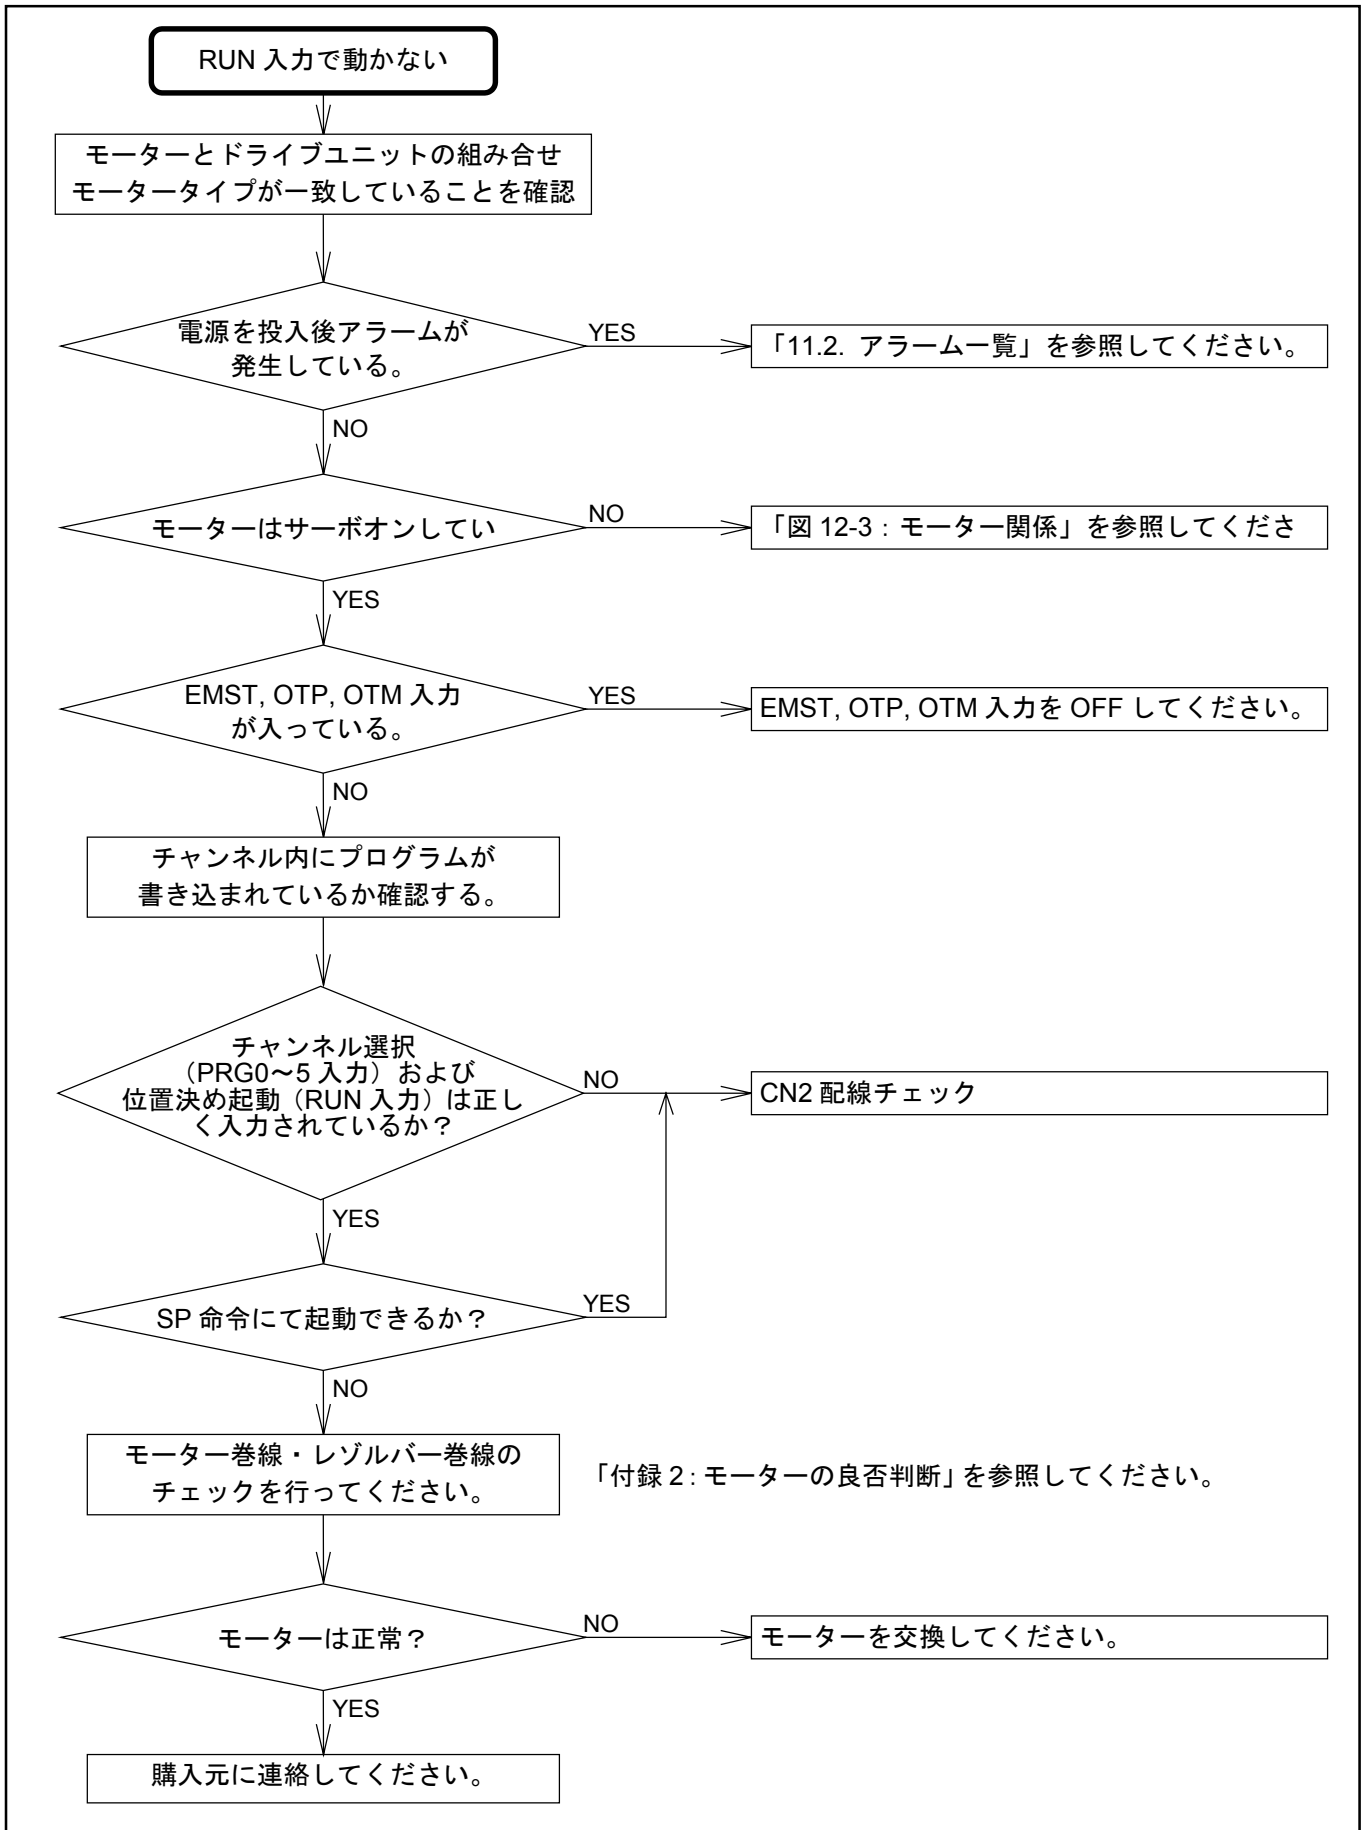 RUN 入力で動かない
モーターとドライブユニットの組み合せ
モータータイプが一致していることを確認
電源を投入後アラームが
発生している。
YES
「11.2. アラーム一覧」を参照してください。
NO
モーターはサーボオンしてい
NO
「図 12-3：モーター関係」を参照してくださ
YES
EMST, OTP, OTM 入力
が入っている。
YES
EMST, OTP, OTM 入力を OFF してください。
NO
チャンネル内にプログラムが
書き込まれているか確認する。
チャンネル選択
（PRG0～5 入力）および
位置決め起動（RUN 入力）は正し
く入力されているか？
NO
CN2 配線チェック
YES
SP 命令にて起動できるか？
YES
NO
モーター巻線・レゾルバー巻線の
チェックを行ってください。
「付録 2：モーターの良否判断」を参照してください。
モーターは正常？
NO
モーターを交換してください。
YES
購入元に連絡してください。